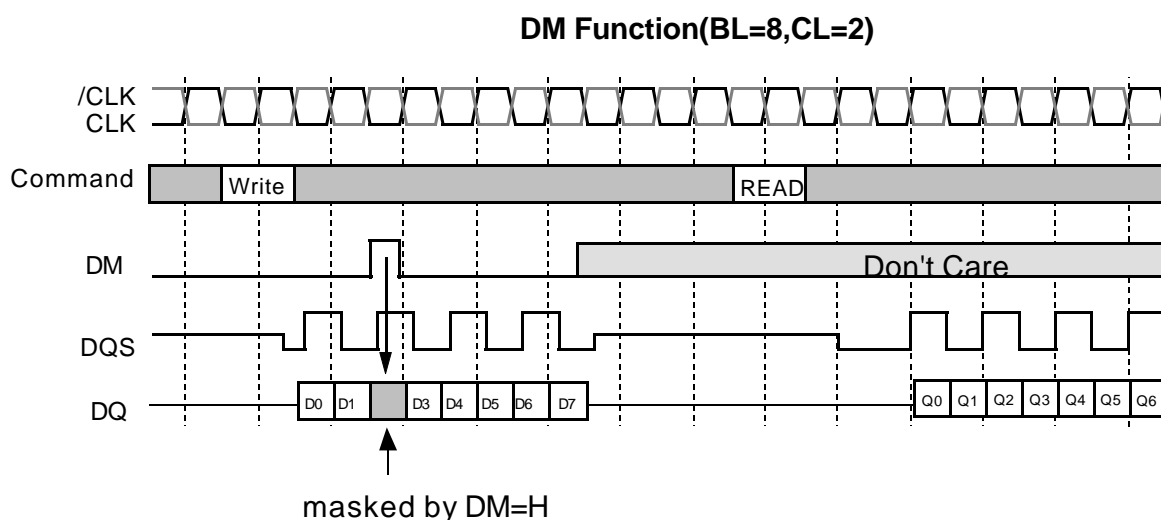 DM Function(BL=8,CL=2)
/CLK
CLK
Command
Write
READ
DM
Don't Care
DQS
DQ
D0 D1 D3 D4 D5 D6 D7
Q0 Q1 Q2 Q3 Q4 Q5 Q6
masked by DM=H